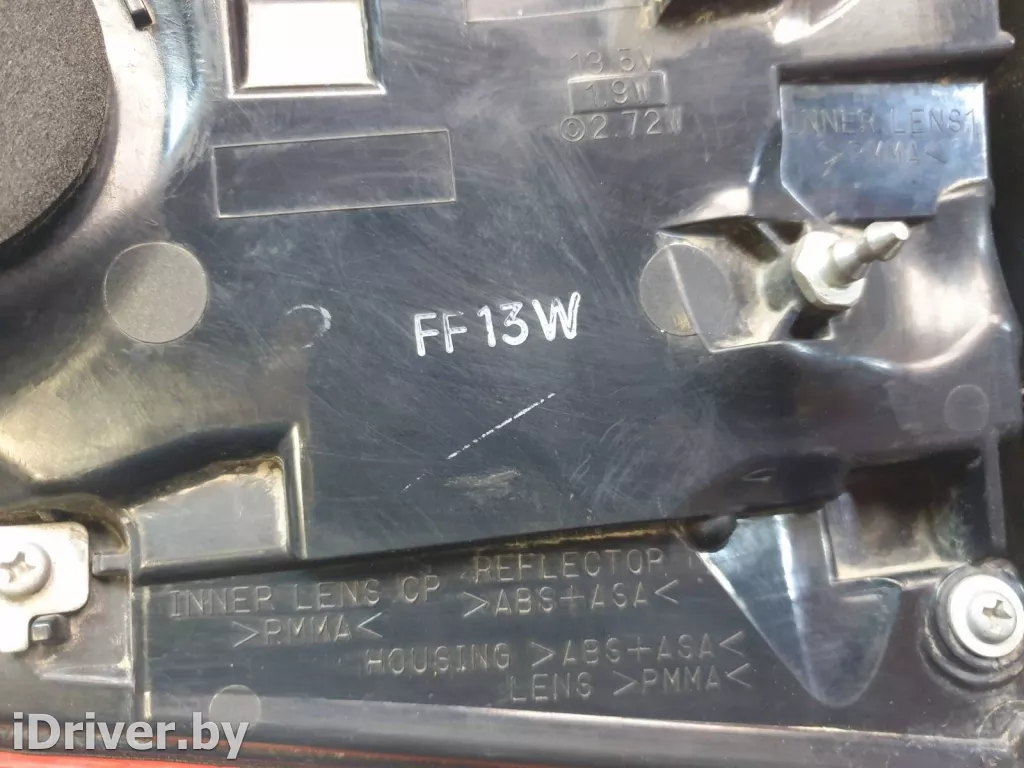 13.5V
1.9W
©2.72W
INNER LENS1
>PMMA<
FF13W
REFLECTOR
>ABS+ASA<
INNER LENS CP
>PMMA<
HOUSING >ABS+ASA<
LENS >PMMA<
iDriver.by